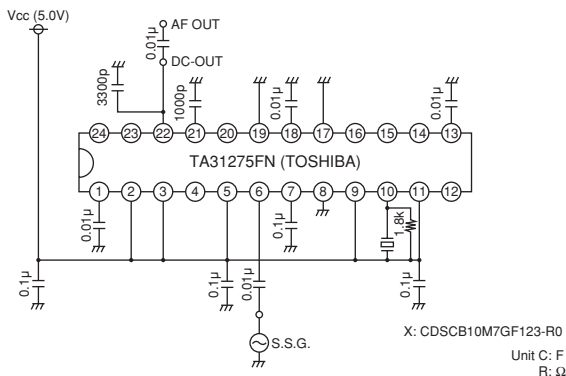 Vcc (5.0V)
AF OUT
0.01μ
DC-OUT
3300p
1000p
0.01μ
0.01μ
24 23 22 21 20 19 18 17 16 15 14 13
TA31275FN (TOSHIBA)
1 2 3 4 5 6 7 8 9 10 11 12
0.01μ
0.1μ
1.8k
0.1μ
0.1μ
0.01μ
0.1μ
S.S.G.
X: CDSCB10M7GF123-R0
Unit C: F
R: Ω